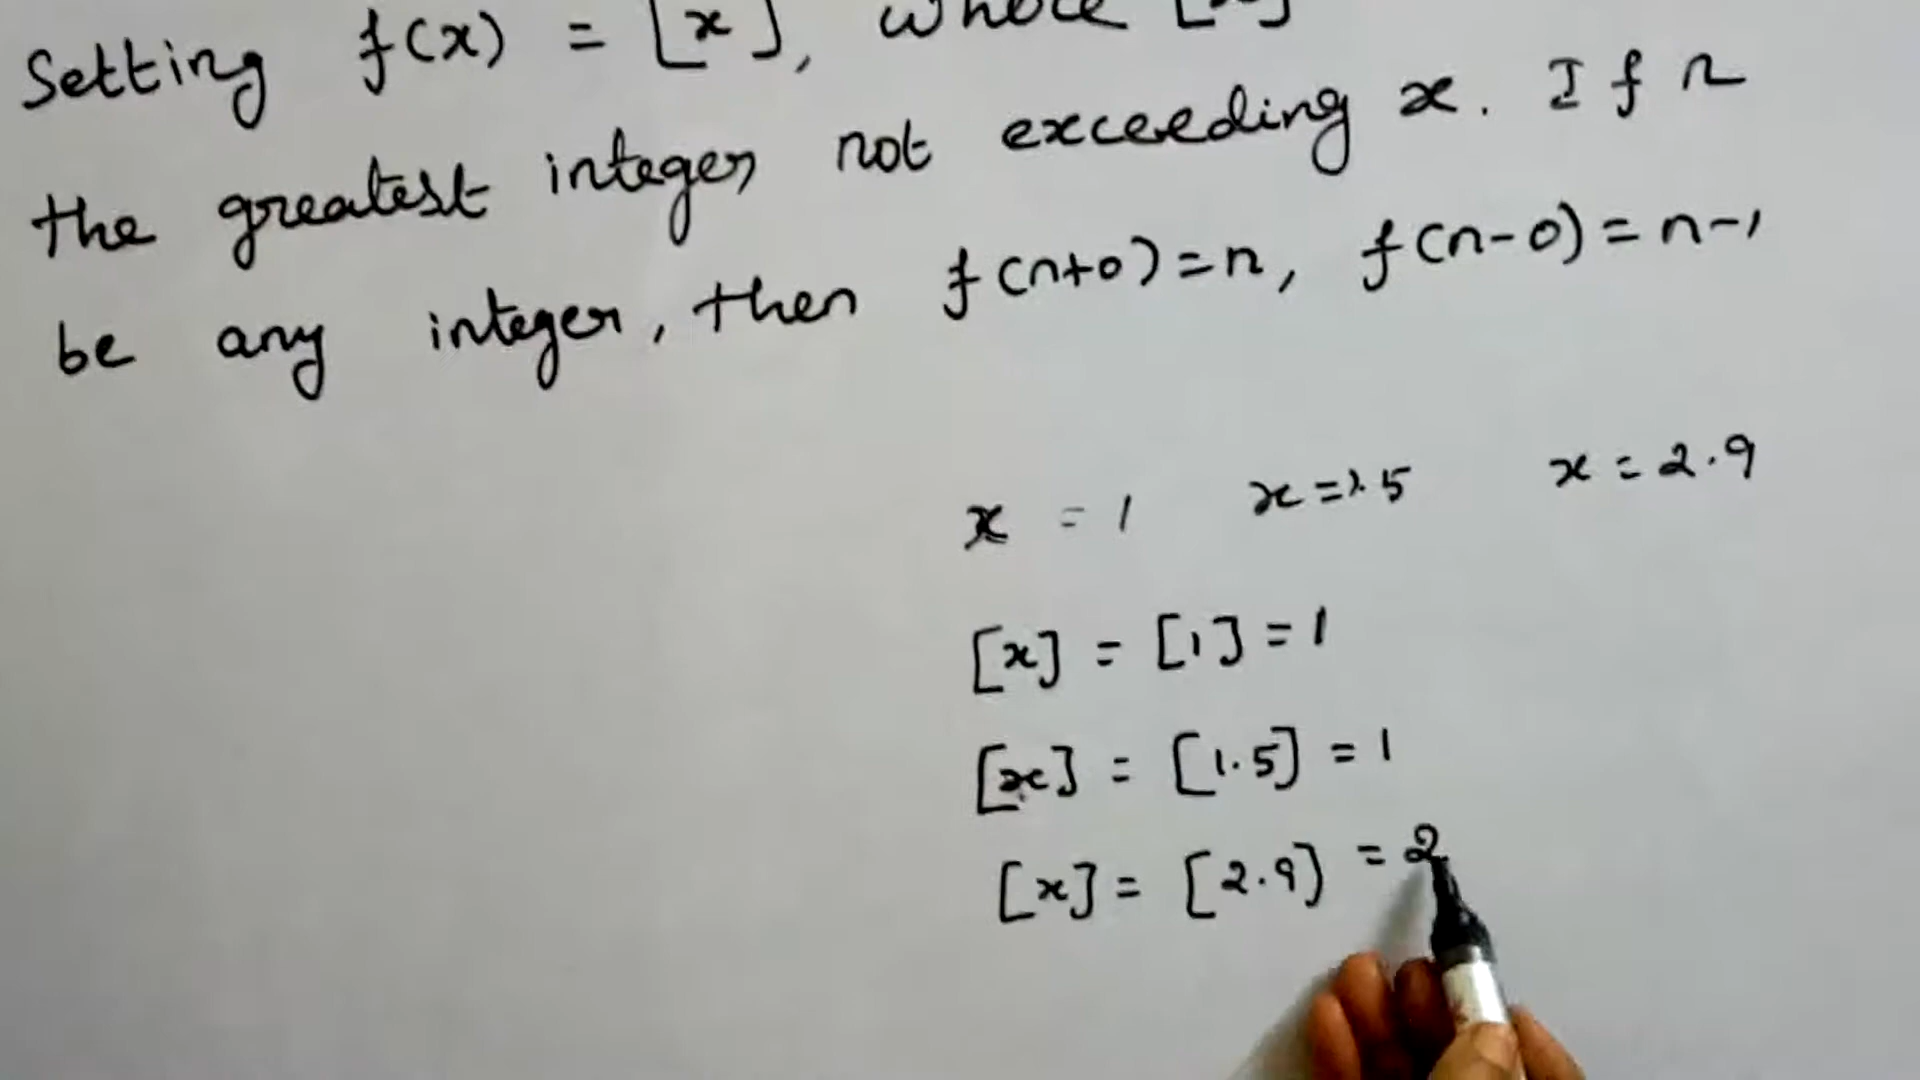 Setting f(x) = [x], where [x]
the greatest integer not exceeding x. If n
be any integer, then f(n+0)=n, f(n-0)=n-1
x = 1 x=1.5 x = 2.9
[x] = [1] = 1
[x] = [1.5] = 1
[x] = [2.9] = 2